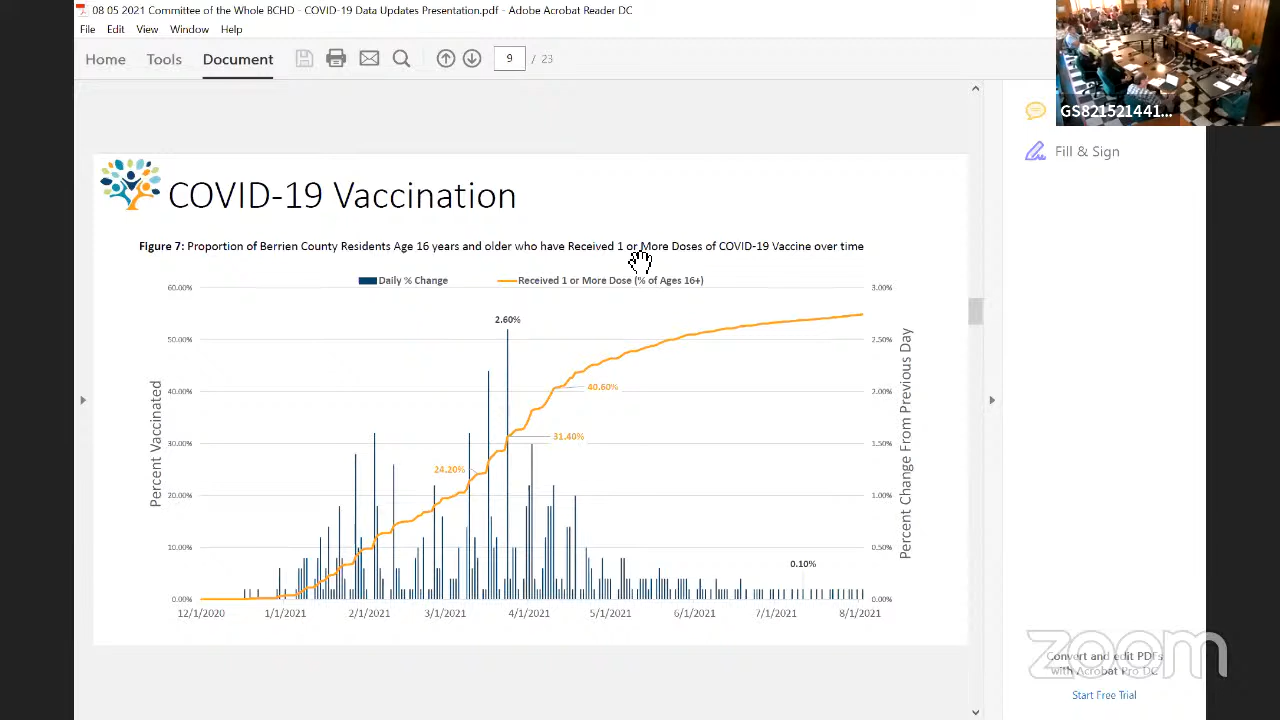 08 05 2021 Committee of the Whole BCHD - COVID-19 Data Updates Presentation.pdf - Adobe Acrobat Reader DC
File Edit View Window Help
Home Tools Document 9 / 23
GS821521441...
Fill & Sign
COVID-19 Vaccination
Figure 7: Proportion of Berrien County Residents Age 16 years and older who have Received 1 or More Doses of COVID-19 Vaccine over time
Daily % Change Received 1 or More Dose (% of Ages 16+)
60.00% 3.00%
2.60%
50.00% 2.50%
40.60%
40.00% 2.00%
31.40%
30.00% 1.50%
24.20%
20.00% 1.00%
10.00% 0.50%
0.10%
0.00% 0.00%
Percent Vaccinated
Percent Change From Previous Day
12/1/2020 1/1/2021 2/1/2021 3/1/2021 4/1/2021 5/1/2021 6/1/2021 7/1/2021 8/1/2021
zoom
Convert and edit PDFs
with Acrobat Pro DC
Start Free Trial